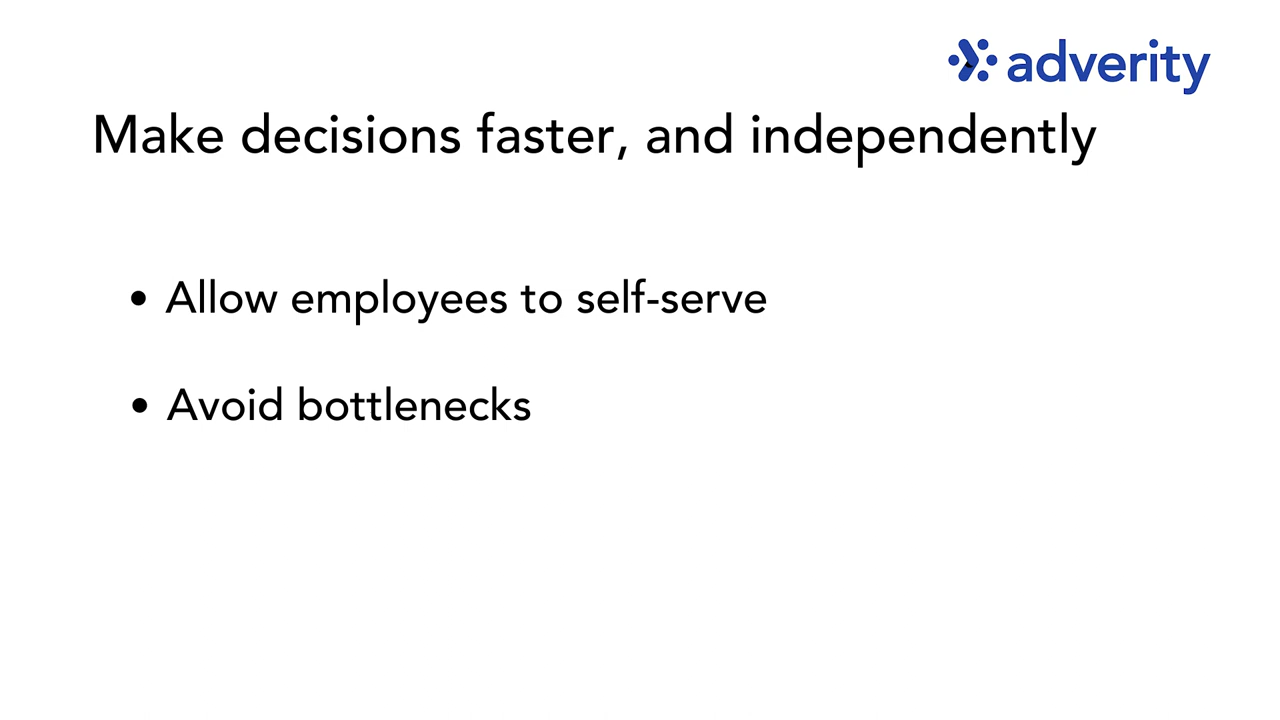 adverity
Make decisions faster, and independently
• Allow employees to self-serve
• Avoid bottlenecks